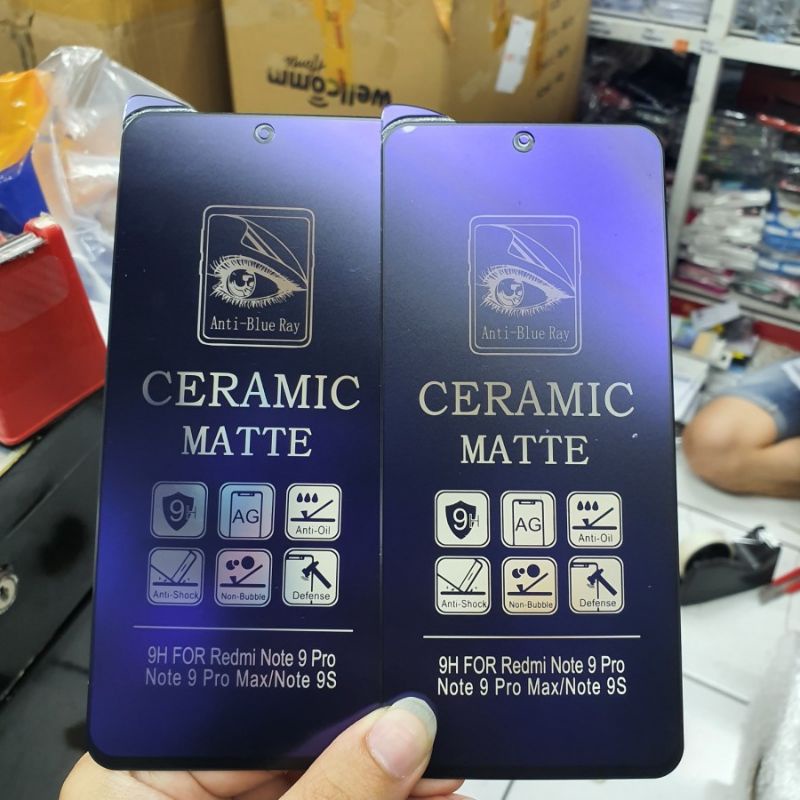 wellcomm
Anti-Blue Ray
CERAMIC
MATTE
9H
AG
Anti-Oil
Anti-Shock
Non-Bubble
Defense
9H FOR Redmi Note 9 Pro
Note 9 Pro Max/Note 9S
Anti-Blue Ray
CERAMIC
MATTE
9H
AG
Anti-Oil
Anti-Shock
Non-Bubble
Defense
9H FOR Redmi Note 9 Pro
Note 9 Pro Max/Note 9S